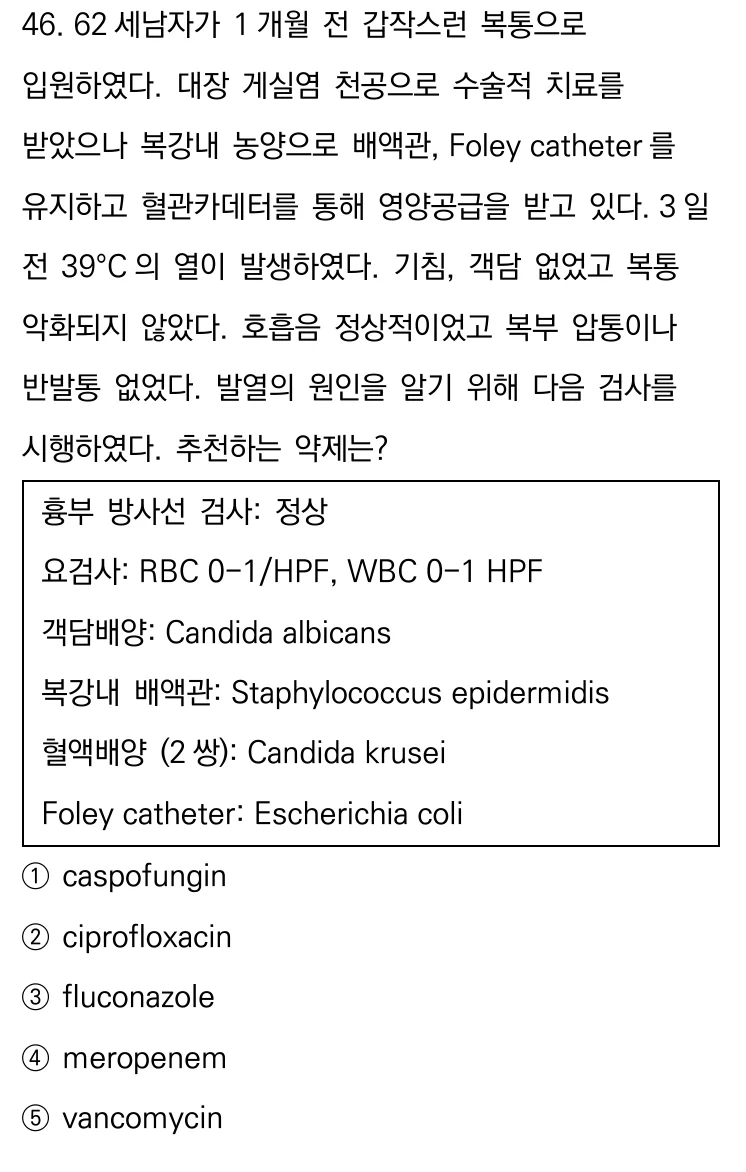 46. 62 세남자가 1 개월 전 갑작스런 복통으로
입원하였다. 대장 게실염 천공으로 수술적 치료를
받았으나 복강내 농양으로 배액관, Foley catheter 를
유지하고 혈관카데터를 통해 영양공급을 받고 있다. 3 일
전 39°C 의 열이 발생하였다. 기침, 객담 없었고 복통
악화되지 않았다. 호흡음 정상적이었고 복부 압통이나
반발통 없었다. 발열의 원인을 알기 위해 다음 검사를
시행하였다. 추천하는 약제는?
흉부 방사선 검사: 정상
요검사: RBC 0-1/HPF, WBC 0-1 HPF
객담배양: Candida albicans
복강내 배액관: Staphylococcus epidermidis
혈액배양 (2 쌍): Candida krusei
Foley catheter: Escherichia coli
① caspofungin
② ciprofloxacin
③ fluconazole
④ meropenem
⑤ vancomycin